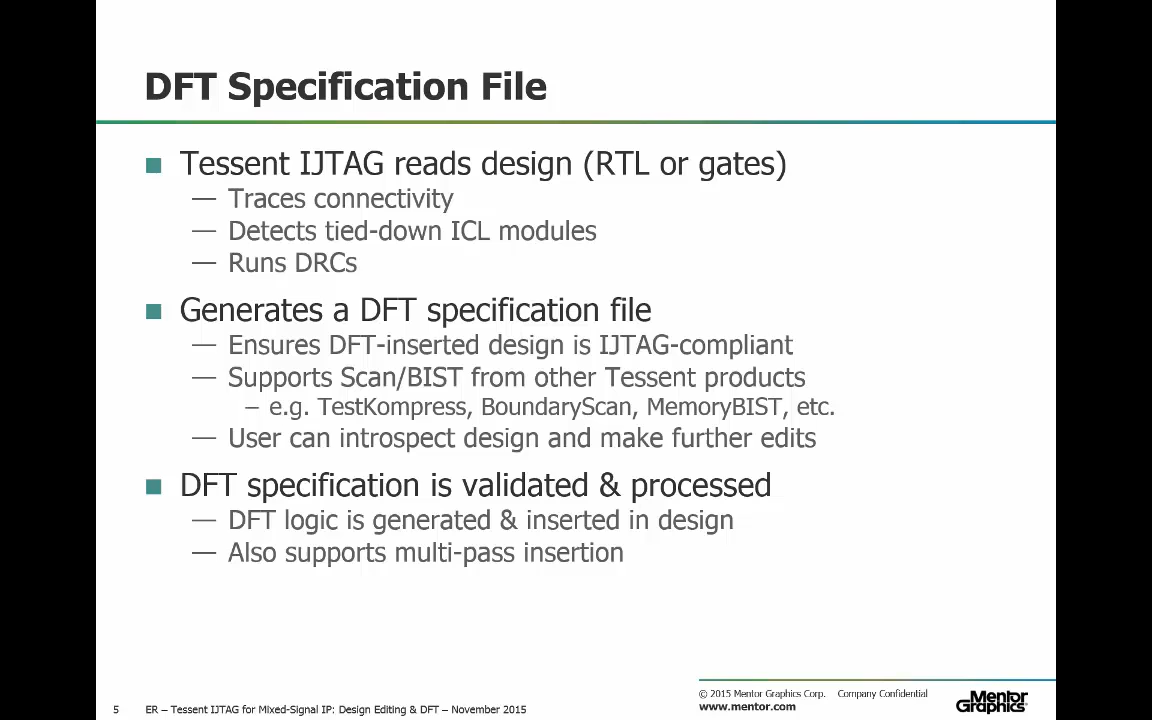 DFT Specification File
Tessent IJTAG reads design (RTL or gates)
— Traces connectivity
— Detects tied-down ICL modules
— Runs DRCs
Generates a DFT specification file
— Ensures DFT-inserted design is IJTAG-compliant
— Supports Scan/BIST from other Tessent products
– e.g. TestKompress, BoundaryScan, MemoryBIST, etc.
— User can introspect design and make further edits
DFT specification is validated & processed
— DFT logic is generated & inserted in design
— Also supports multi-pass insertion
© 2015 Mentor Graphics Corp. Company Confidential
www.mentor.com
Mentor
Graphics
5 ER – Tessent IJTAG for Mixed-Signal IP: Design Editing & DFT – November 2015